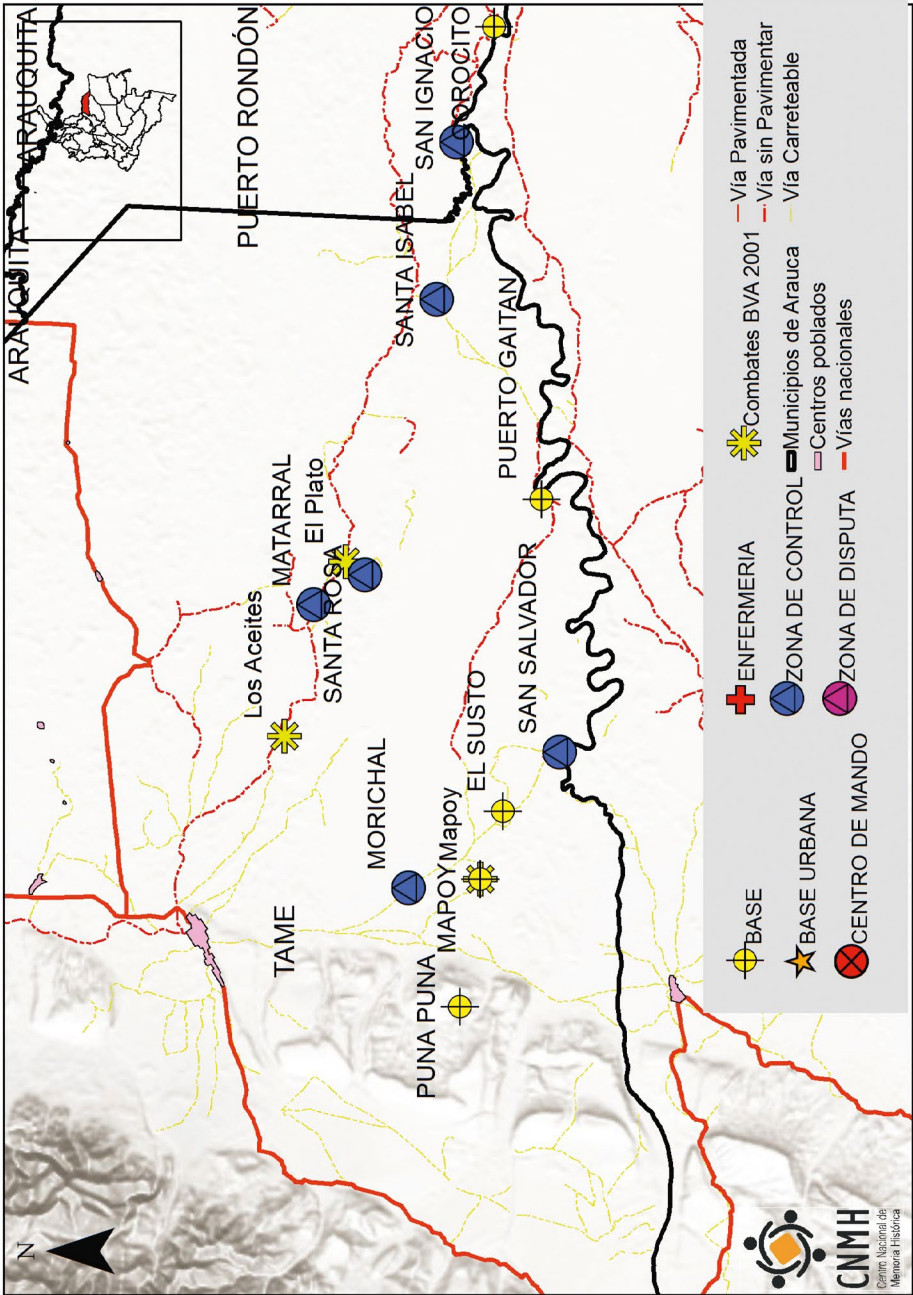 N
ARAUQUITA
ARAUQUITA
PUERTO RONDÓN
Los Aceites
MATARRAL
El Plato
SANTA ROSA
SANTA ISABEL
SAN IGNACIO
COROCITO
TAME
MORICHAL
PUNA PUNA
MAPOY
Mapoy
EL SUSTO
SAN SALVADOR
PUERTO GAITAN
BASE
BASE URBANA
CENTRO DE MANDO
ENFERMERIA
ZONA DE CONTROL
ZONA DE DISPUTA
Combates BVA 2001
Municipios de Arauca
Centros poblados
Vías nacionales
Vía Pavimentada
Vía sin Pavimentar
Vía Carreteable
CNMH
Centro Nacional de
Memoria Histórica